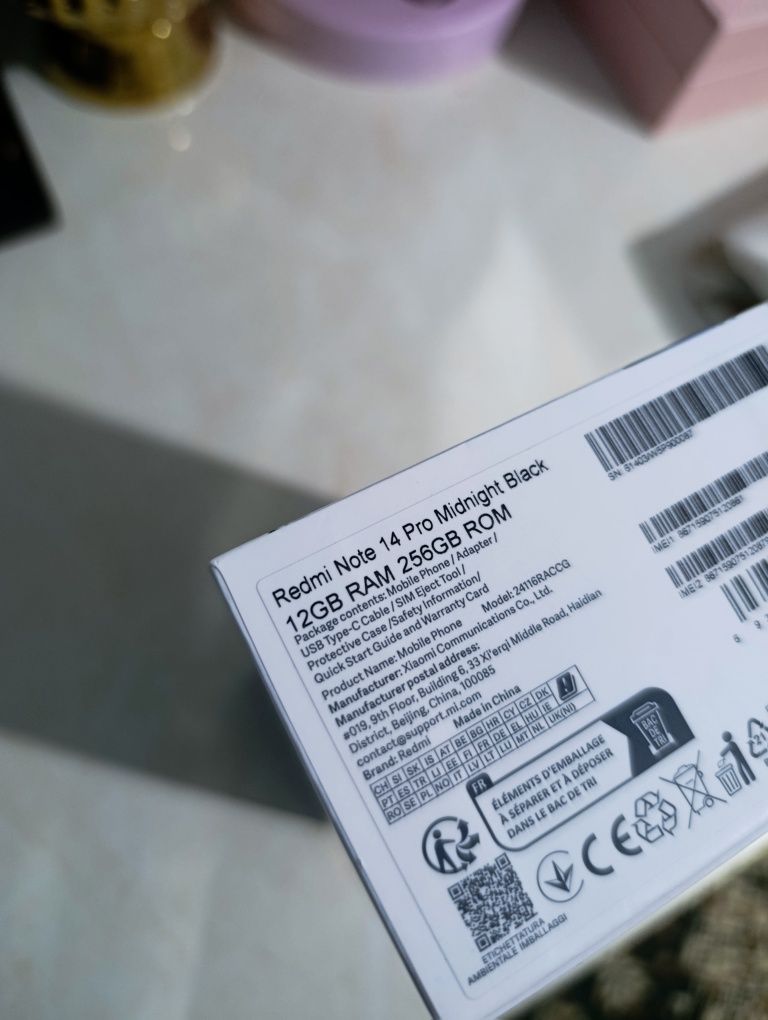 Redmi Note 14 Pro Midnight Black
12GB RAM 256GB ROM
Package contents: Mobile Phone / Adapter /
USB Type-C Cable / SIM Eject Tool /
Protective Case /Safety Information/
Quick Start Guide and Warranty Card
Product Name: Mobile Phone Model: 24116RACCG
Manufacturer: Xiaomi Communications Co., Ltd.
Manufacturer postal address:
#019, 9th Floor, Building 6, 33 Xi'erqi Middle Road, Haidian
District, Beijing, China, 100085
contact@support.mi.com
Brand: Redmi Made in China
CH SI SK IS AT BE BG HR CY CZ DK
PT ES TR LI EE FI FR DE EL HU IE
RO SE PL NO IT LV LT LU MT NL UK(NI)
SN:
IMEI1
IMEI2
FR
ÉLÉMENTS D'EMBALLAGE
À SÉPARER ET À DÉPOSER
DANS LE BAC DE TRI
BAC
DE
TRI
CE
21
ETICHETTATURA
AMBIENTALE IMBALLAGGI